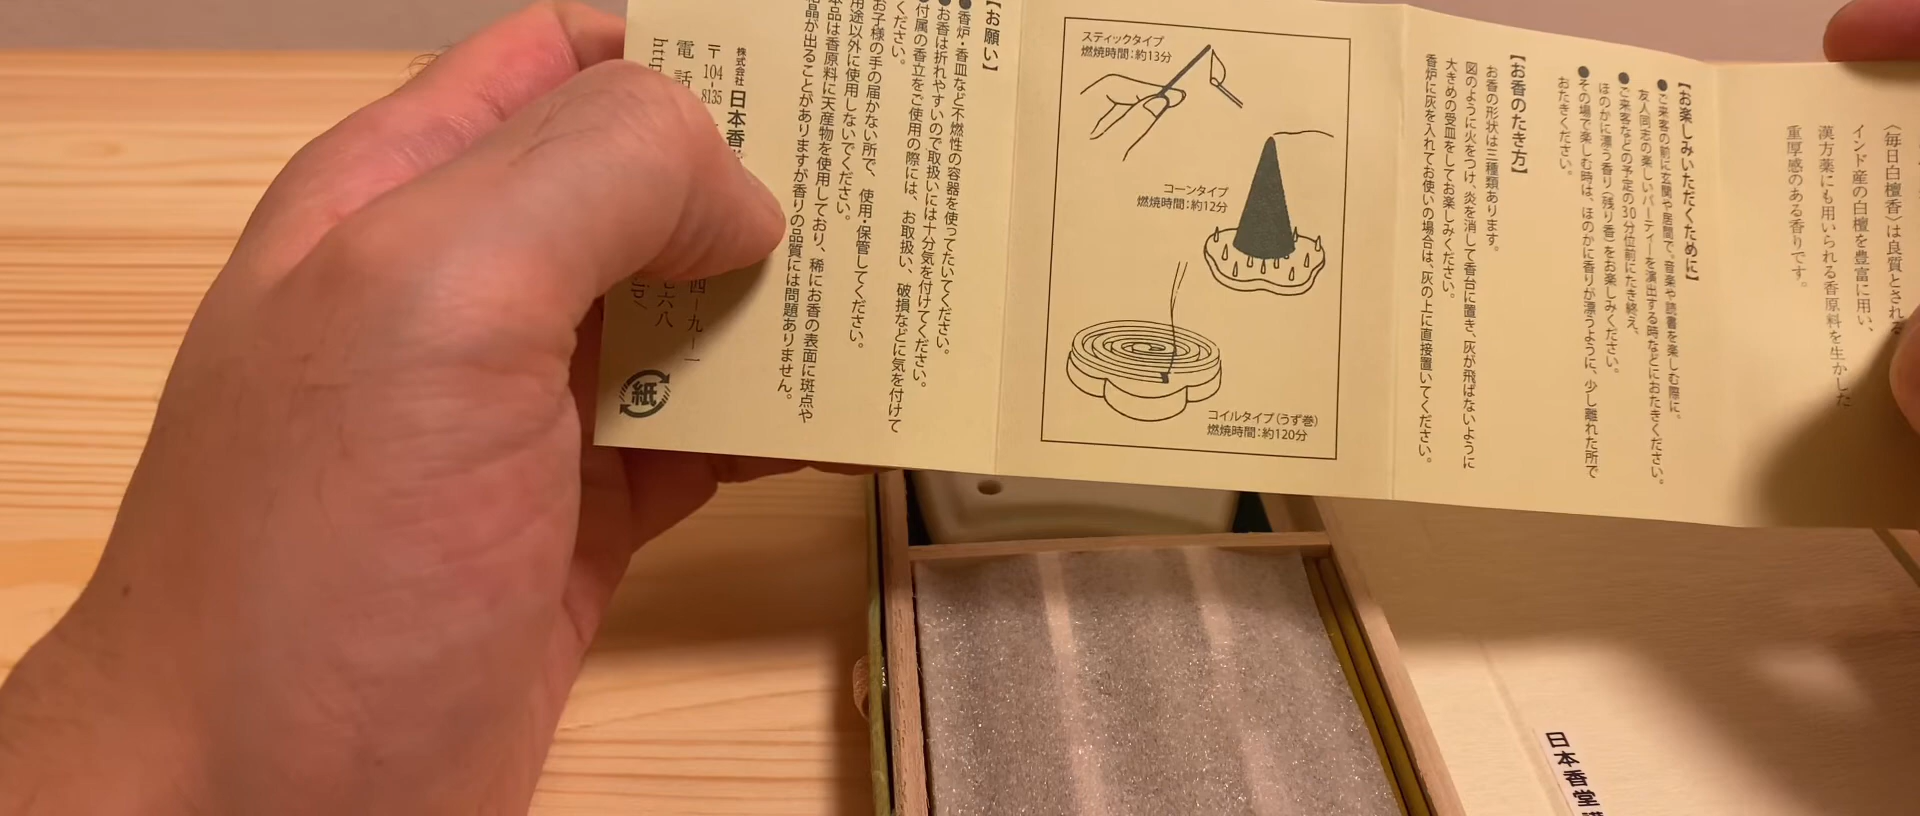 〈毎日白檀香〉は良質とされる
インド産の白檀を豊富に用い、
漢方薬にも用いられる香原料を生かした
重厚感のある香りです。
【お楽しみいただくために】
●ご来客の前に玄関や居間で。音楽や読書を楽しむ際に。
友人同志の楽しいパーティーを演出する時などにおたきください。
●ご来客などの予定の30分位前にたき終え、
ほのかに漂う香り(残り香)をお楽しみください。
●その場で楽しむ時は、ほのかに香りが漂うように、少し離れた所で
おたきください。
【お香のたき方】
お香の形状は三種類あります。
図のように火をつけ、炎を消して香台に置き、灰が飛ばないように
大きめの受皿をしてお楽しみください。
香炉に灰を入れてお使いの場合は、灰の上に直接置いてください。
スティックタイプ
燃焼時間:約13分
コーンタイプ
燃焼時間:約12分
コイルタイプ(うず巻)
燃焼時間:約120分
【お願い】
●香炉・香皿など不燃性の容器を使ってたいてください。
●お香は折れやすいので取扱いには十分気を付けてください。
●付属の香立をご使用の際には、お取扱い、破損などに気を付けて
ください。
お子様の手の届かない所で、使用・保管してください。
用途以外に使用しないでください。
本品は香原料に天産物を使用しており、稀にお香の表面に斑点や
結晶が出ることがありますが香りの品質には問題ありません。
株式会社 日本香堂
〒104-8135
四-九-一
電話
七六八
http
jp/
紙
日本香堂